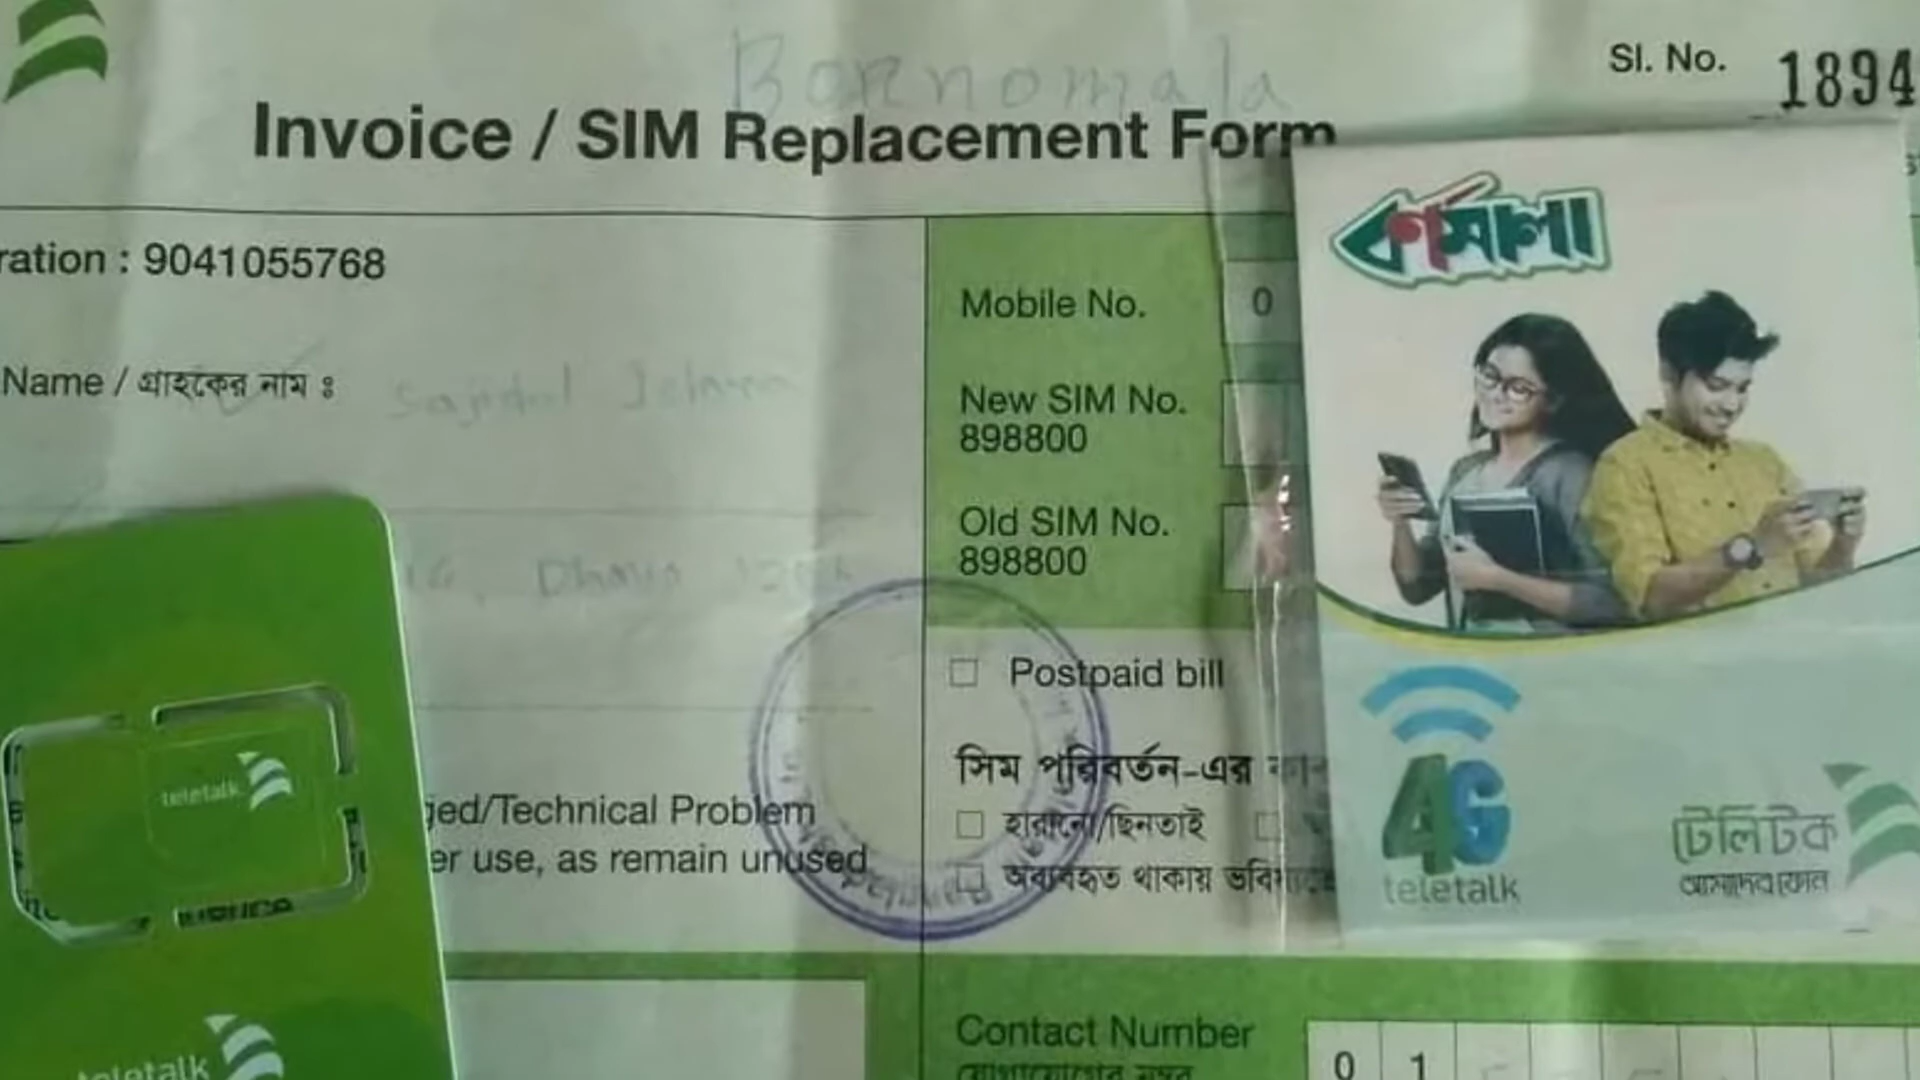 Bornomala
Sl. No. 1894
Invoice / SIM Replacement Form
ration : 9041055768
Name / গ্রাহকের নাম ঃ Sajidul Islam
Mobile No. 0
New SIM No.
898800
Old SIM No.
898800
Dhaka
Postpaid bill
সিম পরিবর্তন-এর
হারানো/ছিনতাই
অব্যবহৃত থাকায়
ged/Technical Problem
er use, as remain unused
Contact Number
যোগাযোগের নম্বর
0 1
বর্ণমালা
4G
teletalk
টেলিটক
আমাদের ফোন
teletalk
teletalk